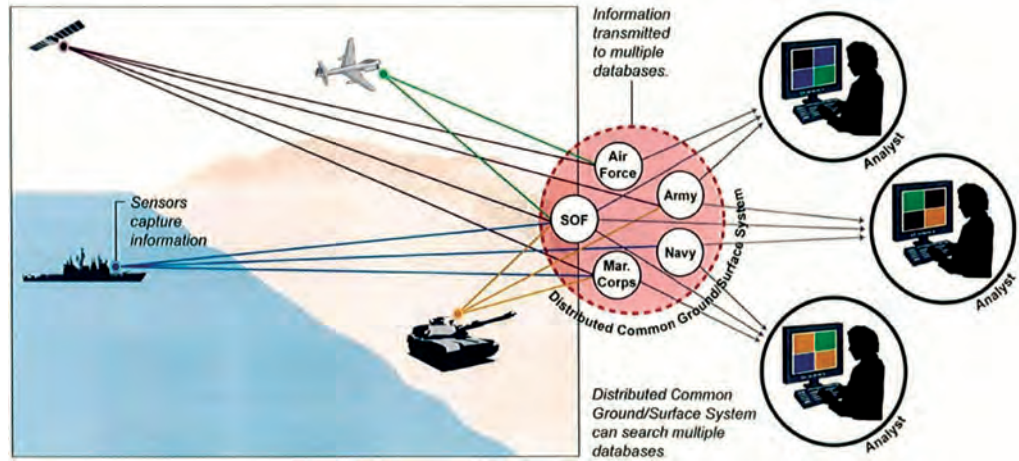 Information
transmitted
to multiple
databases.
Sensors
capture
information
Air
Force
Army
SOF
Navy
Mar.
Corps
Distributed Common Ground/Surface System
Analyst
Analyst
Analyst
Distributed Common
Ground/Surface System
can search multiple
databases